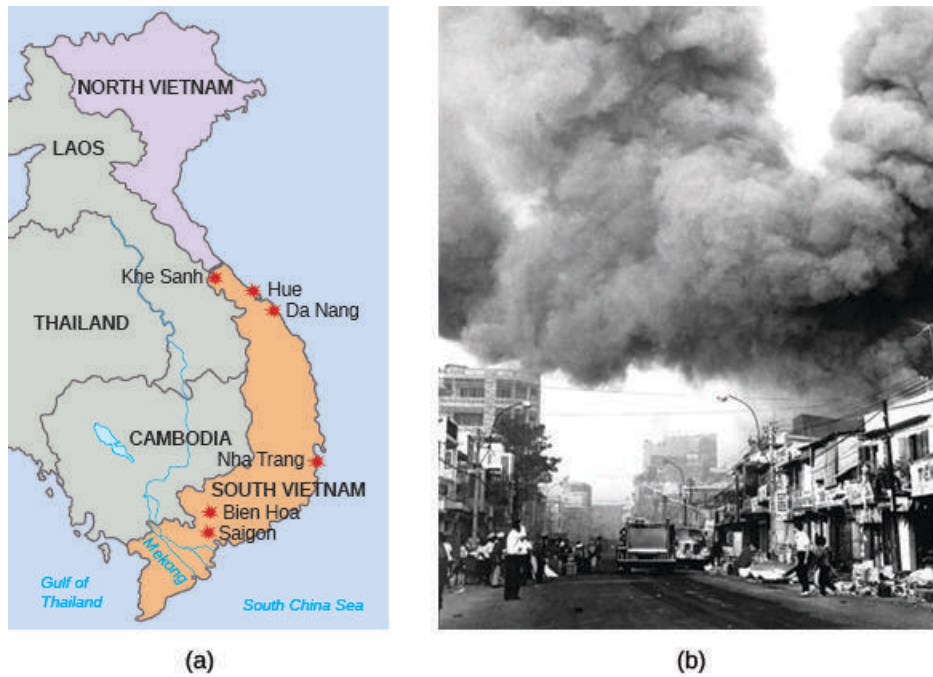 NORTH VIETNAM
LAOS
Khe Sanh
Hue
Da Nang
THAILAND
CAMBODIA
Nha Trang
SOUTH VIETNAM
Bien Hoa
Saigon
Mekong
Gulf of
Thailand
South China Sea
(a)
(b)